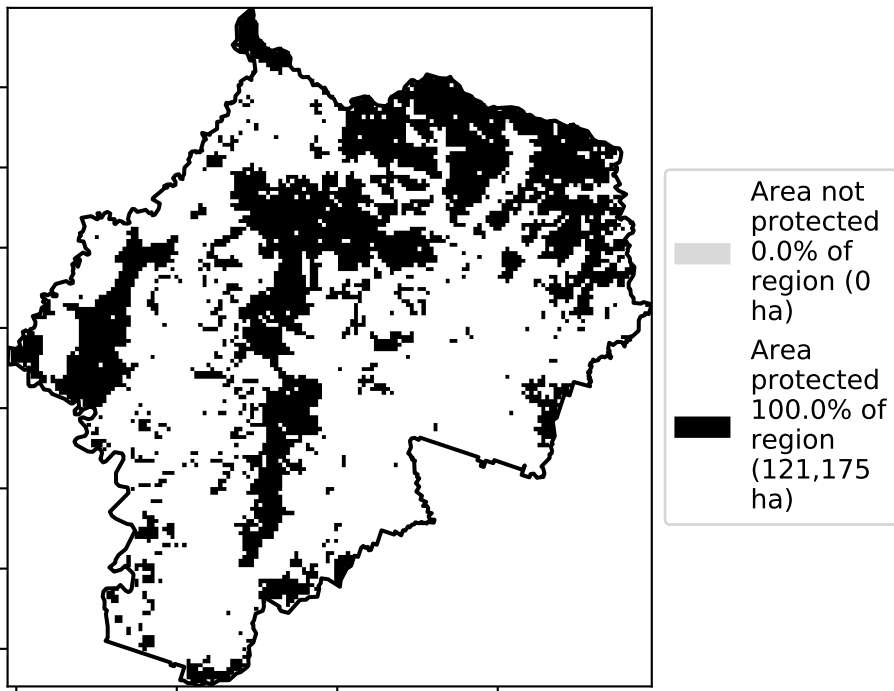 Area not
protected
0.0% of
region (0
ha)
Area
protected
100.0% of
region
(121,175
ha)